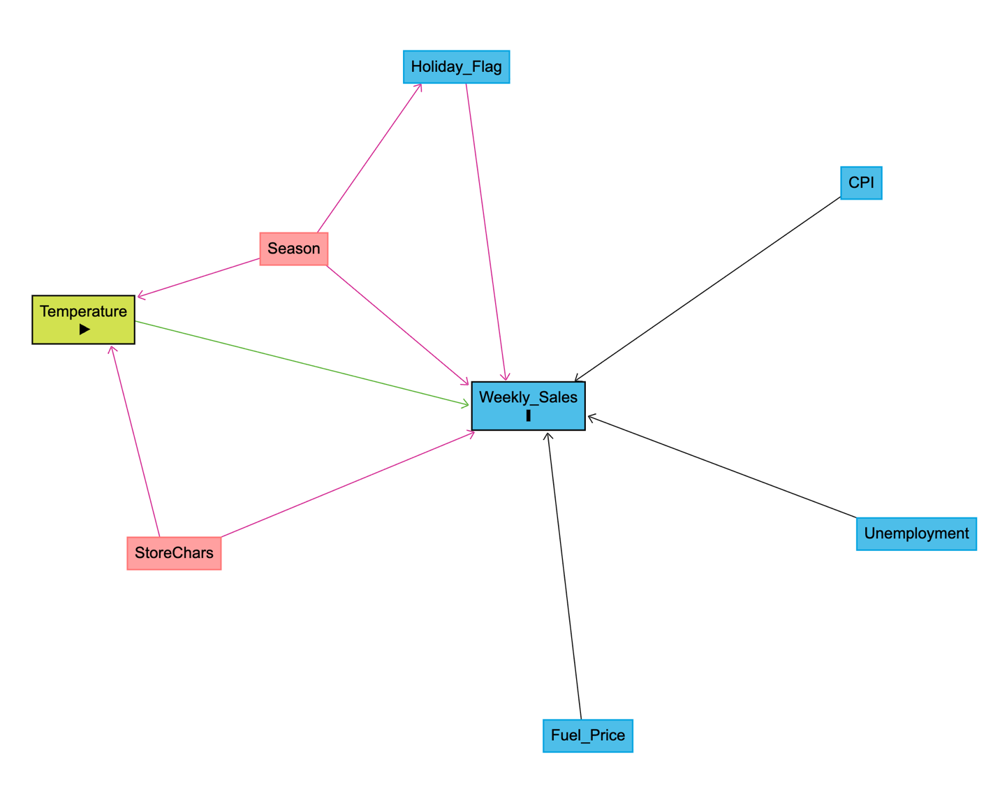 Holiday_Flag
CPI
Season
Temperature
Weekly_Sales
Unemployment
StoreChars
Fuel_Price